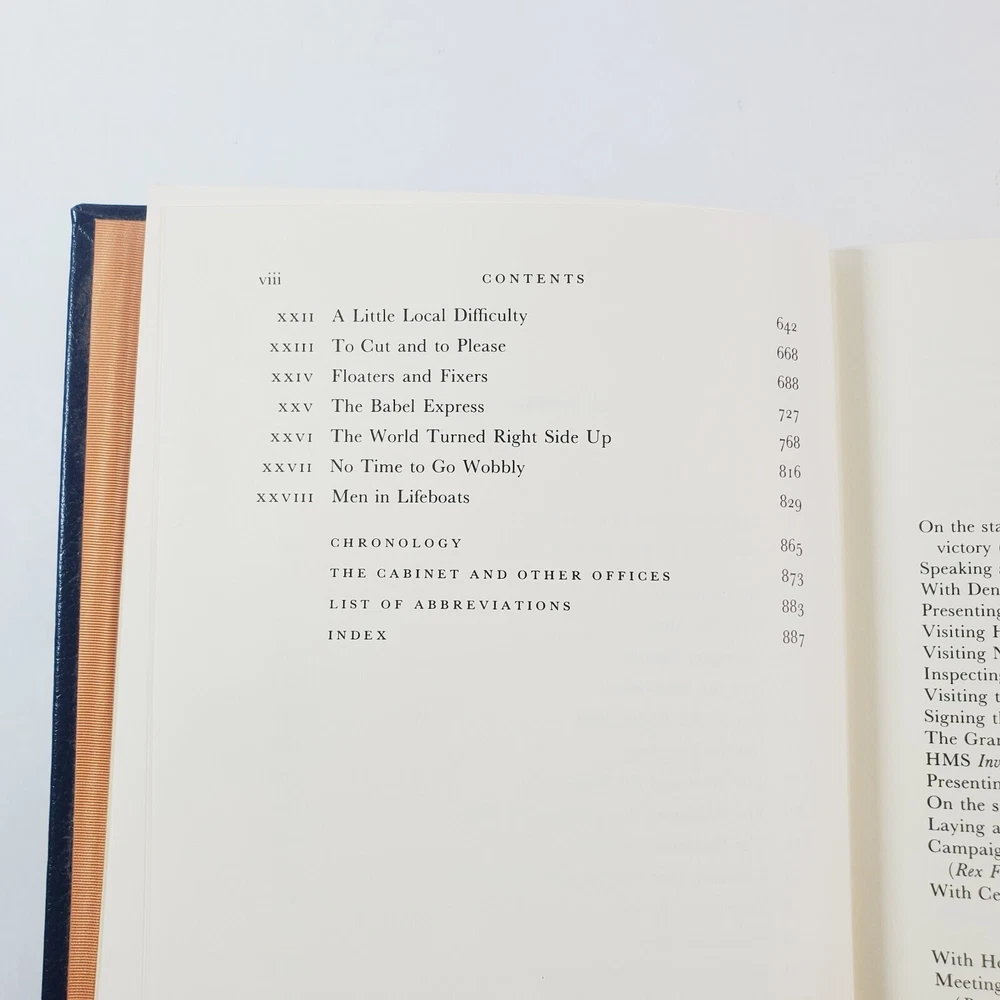 viii CONTENTS
XXII A Little Local Difficulty 642
XXIII To Cut and to Please 668
XXIV Floaters and Fixers 688
XXV The Babel Express 727
XXVI The World Turned Right Side Up 768
XXVII No Time to Go Wobbly 816
XXVIII Men in Lifeboats 829
CHRONOLOGY 865
THE CABINET AND OTHER OFFICES 873
LIST OF ABBREVIATIONS 883
INDEX 887
On the
victory
Speaking
With
Presenting
Visiting
Visiting
Inspecting
Visiting
Signing
The
HMS
On the
Laying a
(Rex
With
With
Meeting